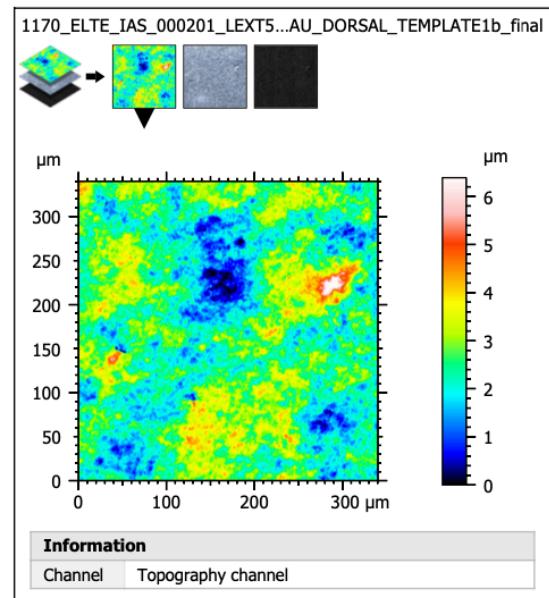 1170_ELTE_IAS_000201_LEXT5...AU_DORSAL_TEMPLATE1b_final
µm
µm
300
250
200
150
100
50
0
0
100
200
300 µm
6
5
4
3
2
1
0
Information
Channel Topography channel